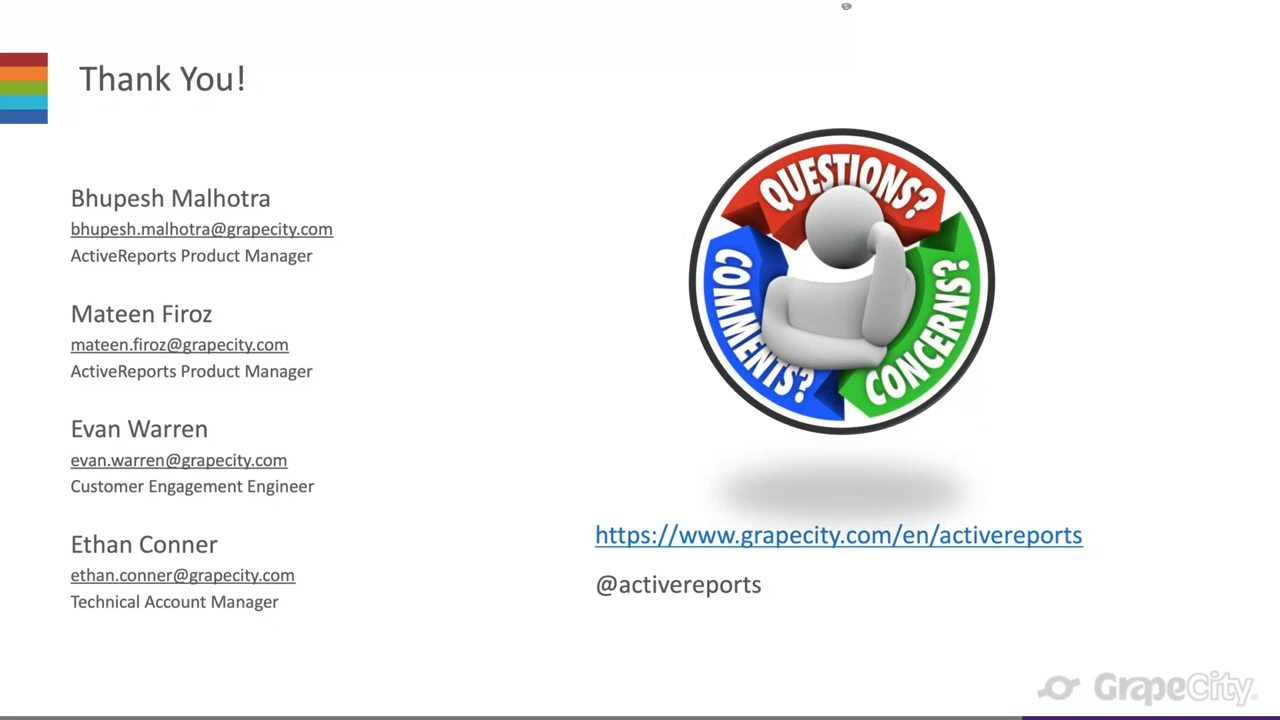 Thank You!
Bhupesh Malhotra
bhupesh.malhotra@grapecity.com
ActiveReports Product Manager
Mateen Firoz
mateen.firoz@grapecity.com
ActiveReports Product Manager
Evan Warren
evan.warren@grapecity.com
Customer Engagement Engineer
Ethan Conner
ethan.conner@grapecity.com
Technical Account Manager
QUESTIONS?
COMMENTS?
CONCERNS?
https://www.grapecity.com/en/activereports
@activereports
GrapeCity.